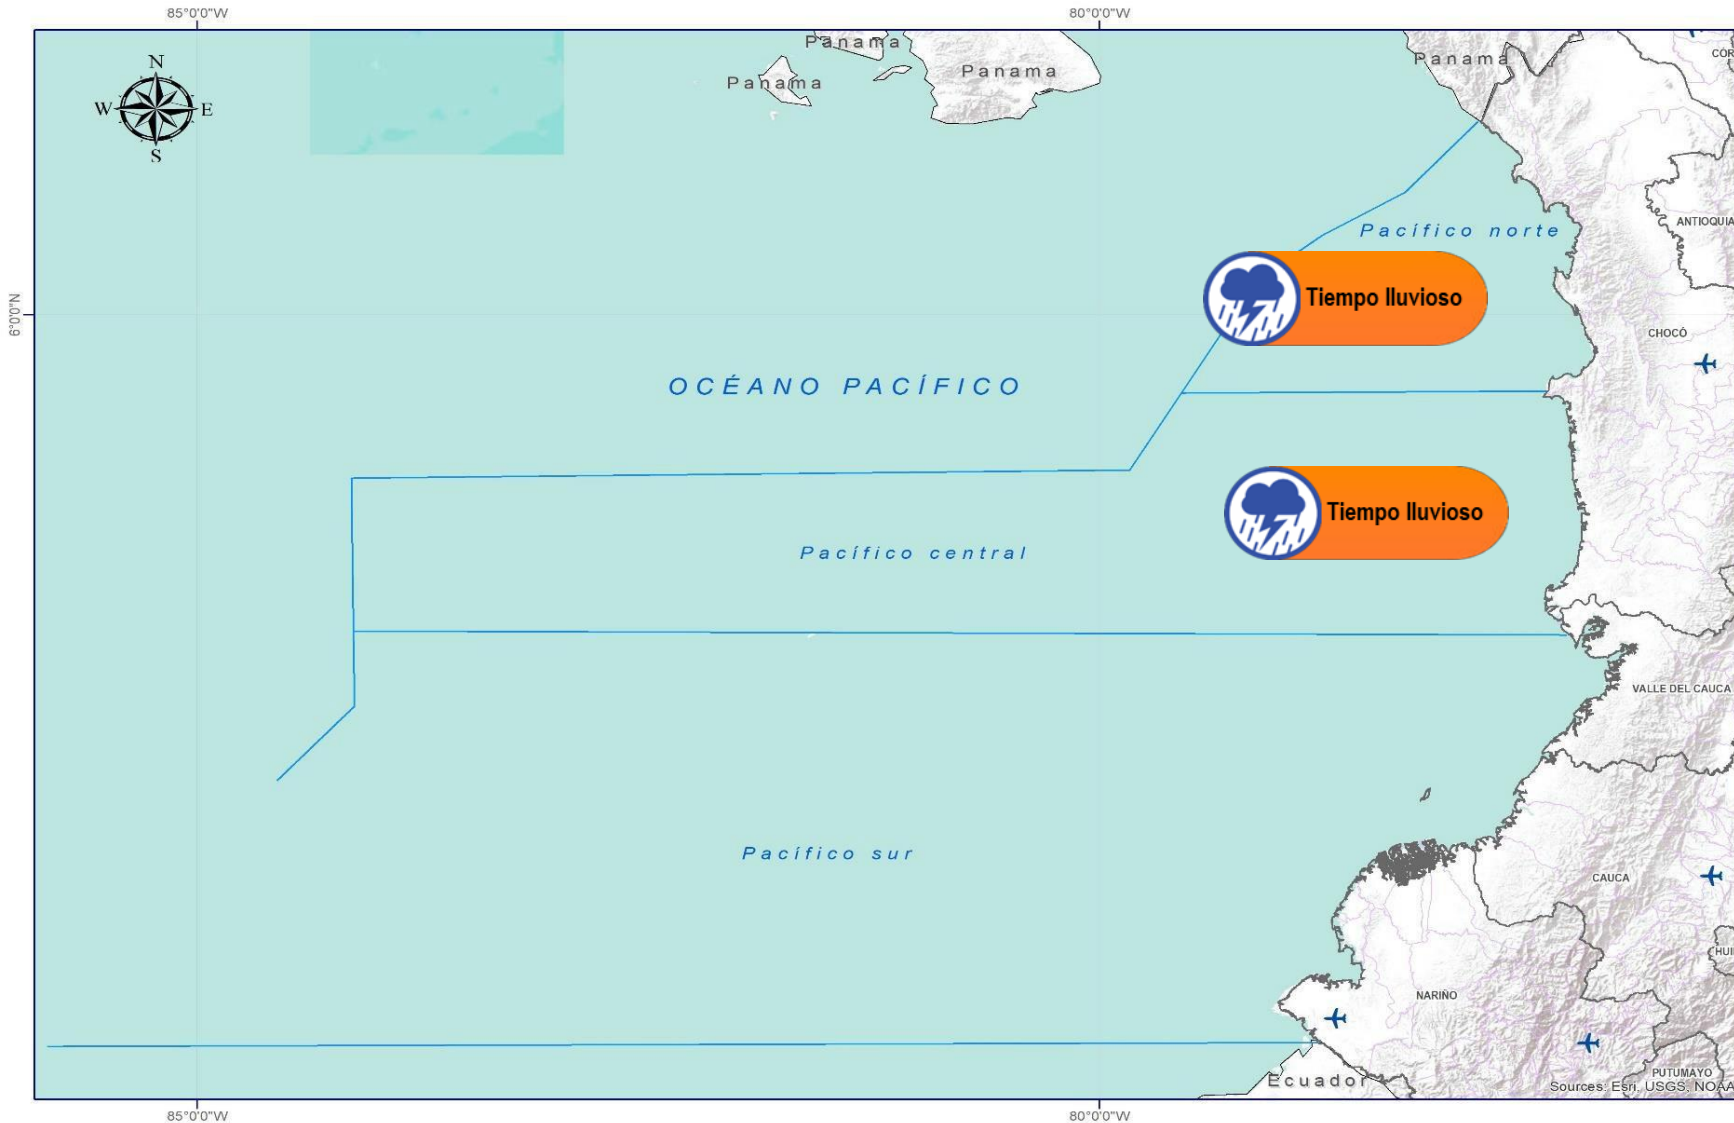 85°0'0"W
80°0'0"W
Panama
Panama
Panama
Panama
COR
N
W
E
S
ANTIOQUIA
Pacífico norte
Tiempo lluvioso
6°0'0"N
CHOCÓ
OCÉANO PACÍFICO
Tiempo lluvioso
Pacífico central
VALLE DEL CAUCA
Pacífico sur
CAUCA
HUI
NARIÑO
PUTUMAYO
Ecuador
Sources: Esri, USGS, NOAA
85°0'0"W
80°0'0"W